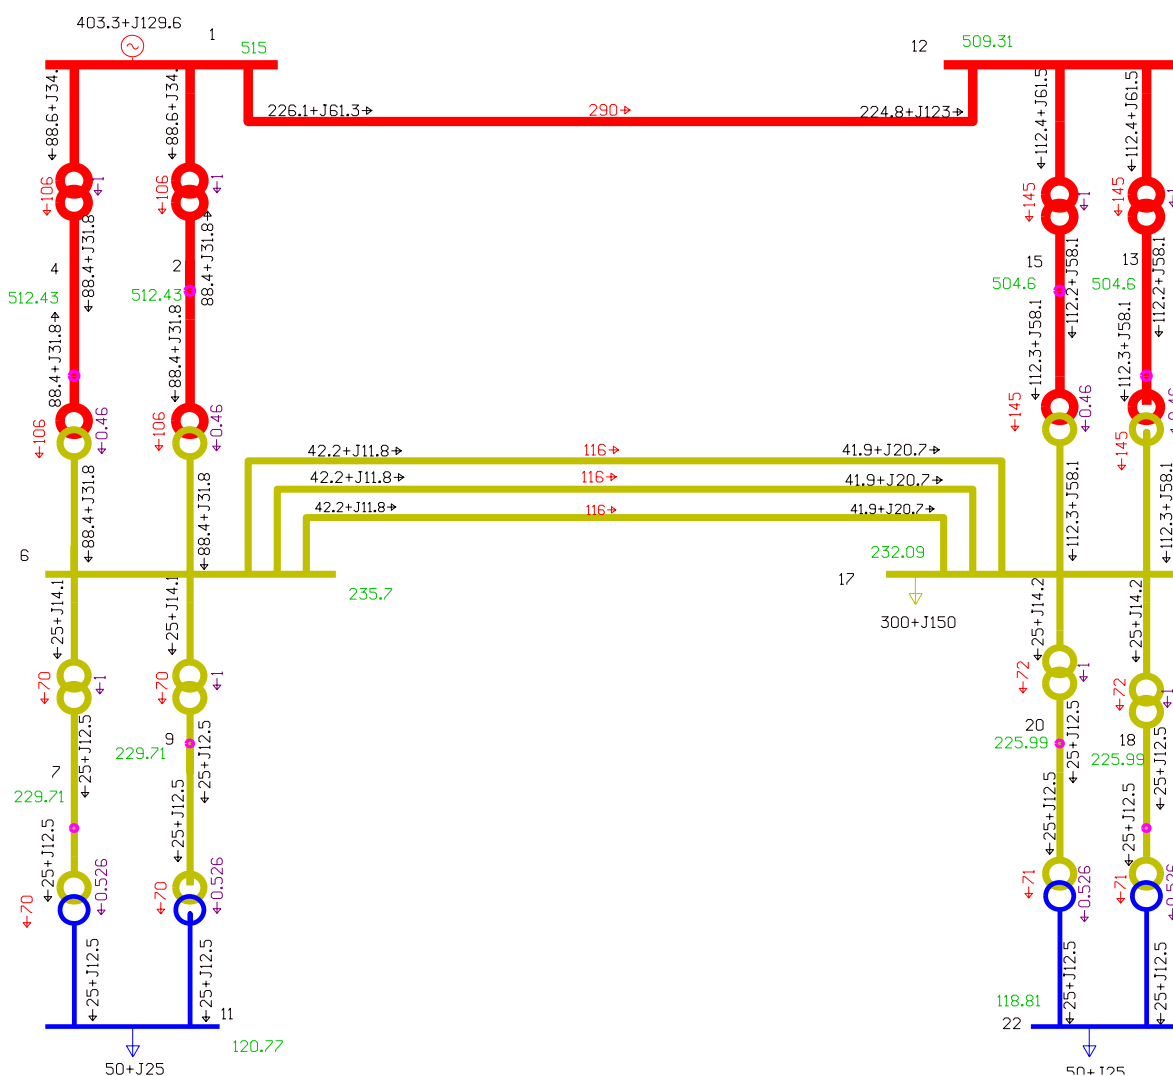 403.3+J129.6
1
515
12
509.31
←88.6+J34.
←88.6+J34.
226.1+J61.3→
290→
224.8+J123→
←112.4+J61.5
←112.4+J61.5
←106
←1
←106
←1
←145
←1
←145
←1
4
512.43
←88.4+J31.8
88.4+J31.8→
2
512.43
88.4+J31.8→
←88.4+J31.8
15
504.6
←112.2+J58.1
←112.3+J58.1
13
504.6
←112.2+J58.1
←112.3+J58.1
←106
←0.46
←106
←0.46
←145
←0.46
←145
42.2+J11.8→
116→
41.9+J20.7→
42.2+J11.8→
116→
41.9+J20.7→
42.2+J11.8→
116→
41.9+J20.7→
←88.4+J31.8
←88.4+J31.8
←112.3+J58.1
←112.3+J58.1
6
235.7
232.09
17
300+J150
←25+J14.1
←25+J14.1
←25+J14.2
←25+J14.2
←70
←1
←70
←1
←72
←1
←72
←1
7
229.71
←25+J12.5
←25+J12.5
9
229.71
←25+J12.5
←25+J12.5
20
225.99
←25+J12.5
←25+J12.5
18
225.99
←25+J12.5
←25+J12.5
←70
←0.526
←70
←0.526
←71
←0.526
←71
←25+J12.5
←25+J12.5
←25+J12.5
←25+J12.5
11
120.77
50+J25
118.81
22
50+J25